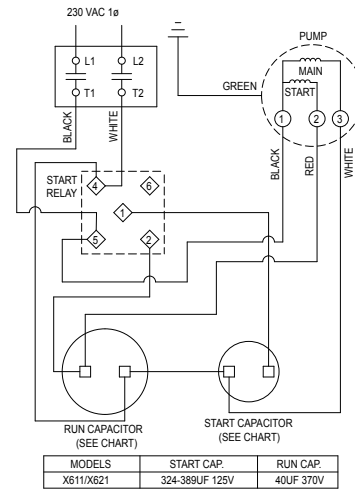 230 VAC 1ø
L1
L2
T1
T2
BLACK
WHITE
GREEN
PUMP
MAIN
START
1
2
3
BLACK
RED
WHITE
START
RELAY
4
6
1
5
2
RUN CAPACITOR
(SEE CHART)
START CAPACITOR
(SEE CHART)
MODELS START CAP. RUN CAP.
X611/X621 324-389UF 125V 40UF 370V